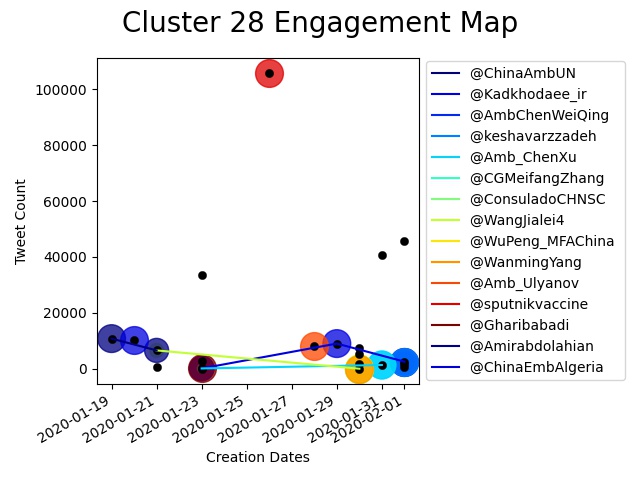 Cluster 28 Engagement Map
Tweet Count
100000
80000
60000
40000
20000
0
2020-01-19
2020-01-21
2020-01-23
2020-01-25
2020-01-27
2020-01-29
2020-01-31
2020-02-01
Creation Dates
@ChinaAmbUN
@Kadkhodaee_ir
@AmbChenWeiQing
@keshavarzzadeh
@Amb_ChenXu
@CGMeifangZhang
@ConsuladoCHNSC
@WangJialei4
@WuPeng_MFAChina
@WanmingYang
@Amb_Ulyanov
@sputnikvaccine
@Gharibabadi
@Amirabdolahian
@ChinaEmbAlgeria